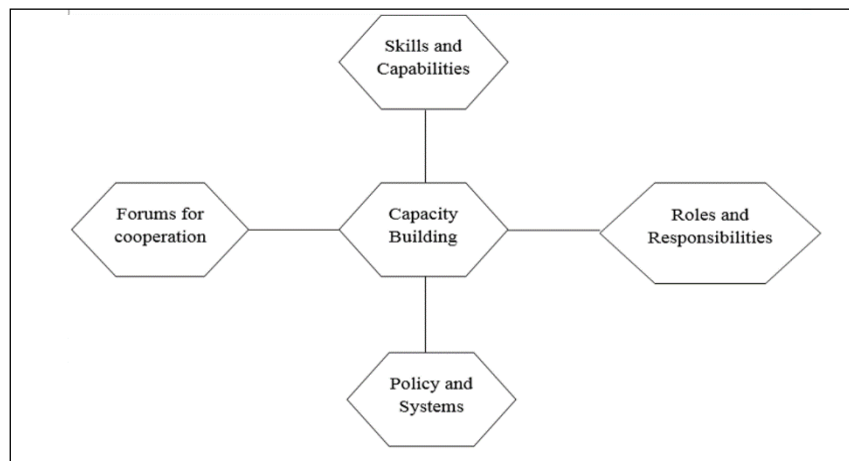 Skills and
Capabilities
Forums for
cooperation
Capacity
Building
Roles and
Responsibilities
Policy and
Systems